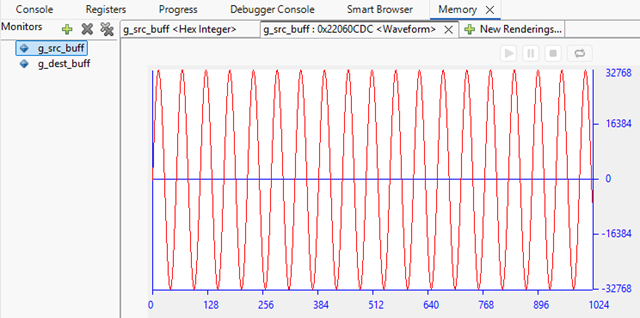 Console Registers Progress Debugger Console Smart Browser Memory
Monitors
g_src_buff <Hex Integer> g_src_buff : 0x22060CDC <Waveform> New Renderings...
g_src_buff
g_dest_buff
32768
16384
0
-16384
-32768
0 128 256 384 512 640 768 896 1024